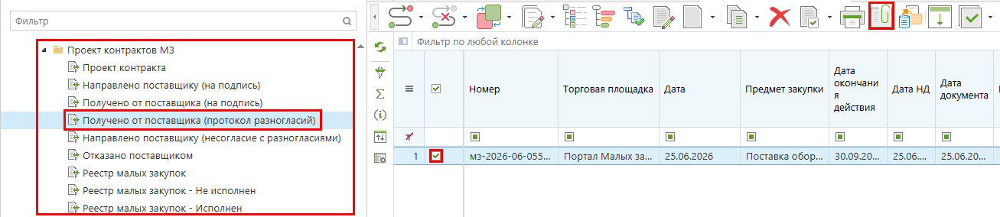 Фильтр
Проект контрактов МЗ
Проект контракта
Направлено поставщику (на подпись)
Получено от поставщика (на подпись)
Получено от поставщика (протокол разногласий)
Направлено поставщику (несогласие с разногласиями)
Отказано поставщиком
Реестр малых закупок
Реестр малых закупок - Не исполнен
Реестр малых закупок - Исполнен
Фильтр по любой колонке
Номер
Торговая площадка
Дата
Предмет закупки
Дата
окончани
я
действия
Дата НД
Дата
документа
1
мз-2026-06-055...
Портал Малых за...
25.06.2026
Поставка обор...
30.09.20...
25.06....
25.06.20...